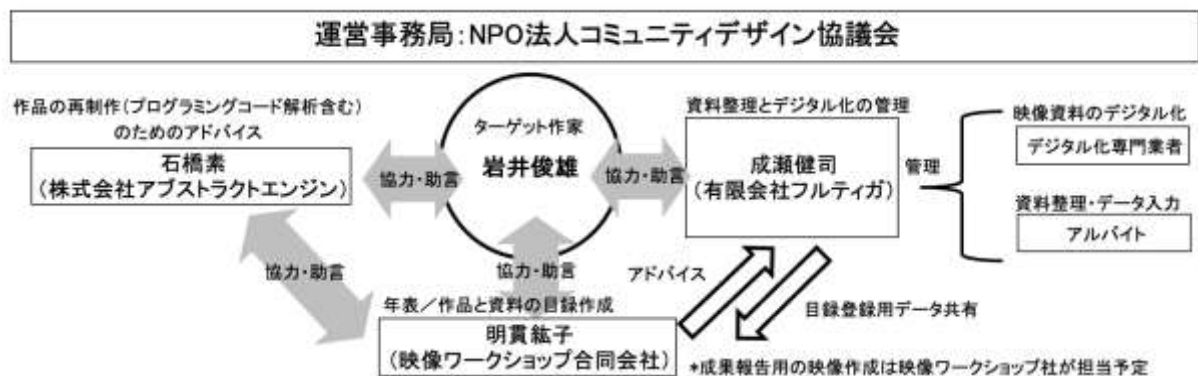 運営事務局:NPO法人コミュニティデザイン協議会
作品の再制作(プログラミングコード解析含む)
のためのアドバイス
石橋素
(株式会社アブストラクトエンジン)
協力・助言
ターゲット作家
岩井俊雄
協力・助言
資料整理とデジタル化の管理
成瀬健司
(有限会社フルティガ)
管理
映像資料のデジタル化
デジタル化専門業者
資料整理・データ入力
アルバイト
協力・助言
協力・助言
アドバイス
目録登録用データ共有
年表/作品と資料の目録作成
明貫紘子
(映像ワークショップ合同会社)
*成果報告用の映像作成は映像ワークショップ社が担当予定